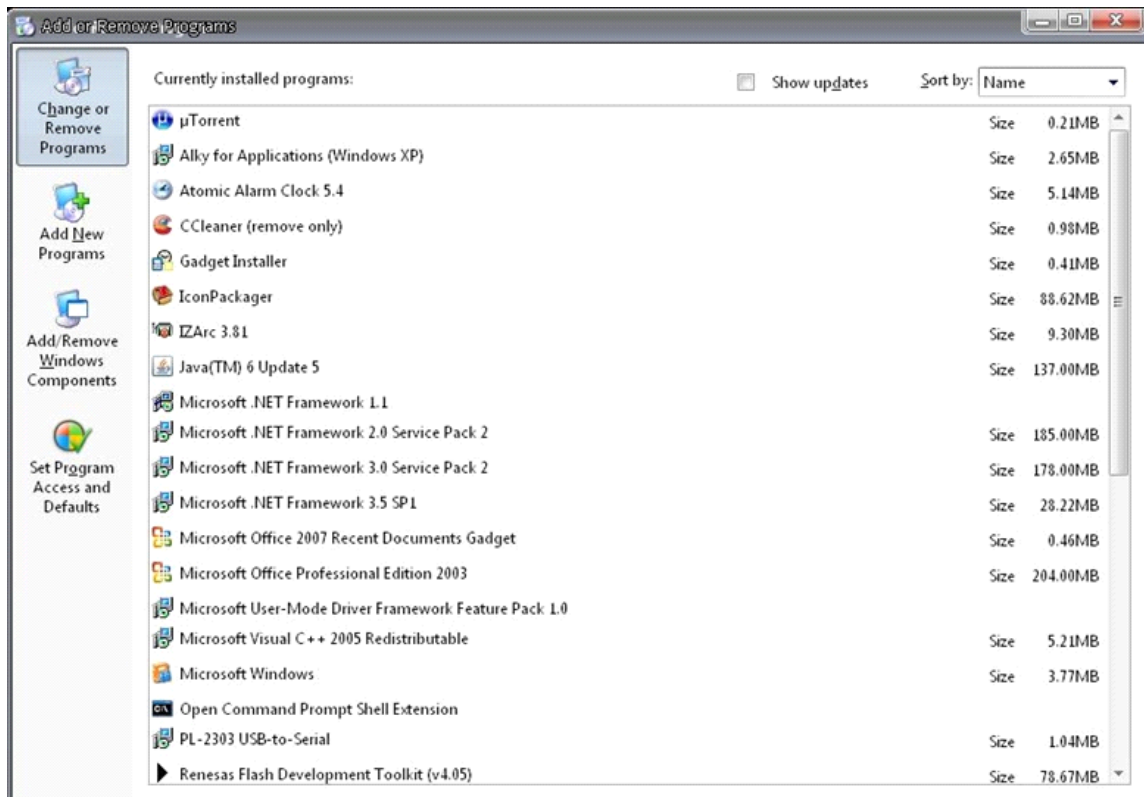 Add or Remove Programs
Change or
Remove
Programs
Add New
Programs
Add/Remove
Windows
Components
Set Program
Access and
Defaults
Currently installed programs:
Show updates
Sort by: Name
µTorrent Size 0.21MB
Alky for Applications (Windows XP) Size 2.65MB
Atomic Alarm Clock 5.4 Size 5.14MB
CCleaner (remove only) Size 0.98MB
Gadget Installer Size 0.41MB
IconPackager Size 88.62MB
IZArc 3.81 Size 9.30MB
Java(TM) 6 Update 5 Size 137.00MB
Microsoft .NET Framework 1.1
Microsoft .NET Framework 2.0 Service Pack 2 Size 185.00MB
Microsoft .NET Framework 3.0 Service Pack 2 Size 178.00MB
Microsoft .NET Framework 3.5 SP1 Size 28.22MB
Microsoft Office 2007 Recent Documents Gadget Size 0.46MB
Microsoft Office Professional Edition 2003 Size 204.00MB
Microsoft User-Mode Driver Framework Feature Pack 1.0
Microsoft Visual C++ 2005 Redistributable Size 5.21MB
Microsoft Windows Size 3.77MB
Open Command Prompt Shell Extension
PL-2303 USB-to-Serial Size 1.04MB
Renesas Flash Development Toolkit (v4.05) Size 78.67MB